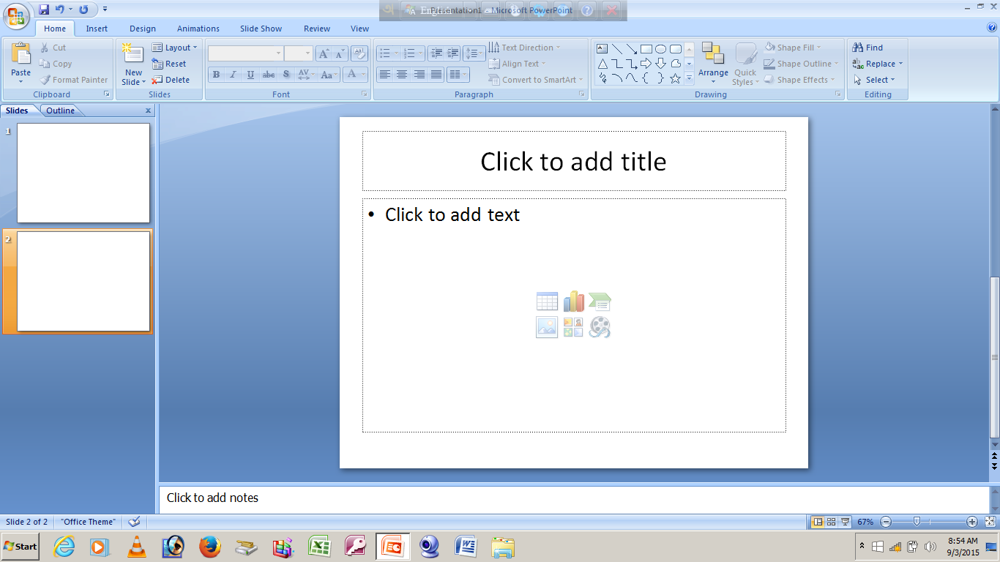 English
Presentation1 - Microsoft PowerPoint
Home Insert Design Animations Slide Show Review View
Paste
Cut
Copy
Format Painter
Clipboard
New Slide
Layout
Reset
Delete
Slides
B I U abc S AV Aa A
Font
Text Direction
Align Text
Convert to SmartArt
Paragraph
Arrange
Quick Styles
Shape Fill
Shape Outline
Shape Effects
Drawing
Find
Replace
Select
Editing
Slides Outline
1
2
Click to add title
• Click to add text
Click to add notes
Slide 2 of 2 "Office Theme" 67%
Start
8:54 AM
9/3/2015